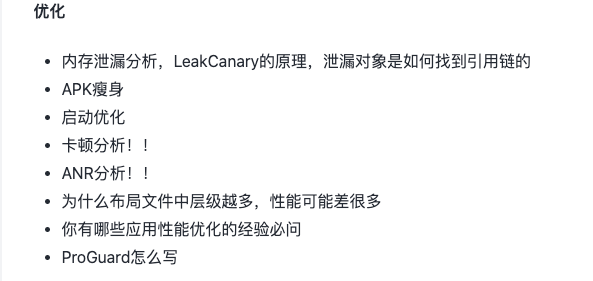 优化
内存泄漏分析，LeakCanary的原理，泄漏对象是如何找到引用链的
APK瘦身
启动优化
卡顿分析！！
ANR分析！！
为什么布局文件中层级越多，性能可能差很多
你有哪些应用性能优化的经验必问
ProGuard怎么写